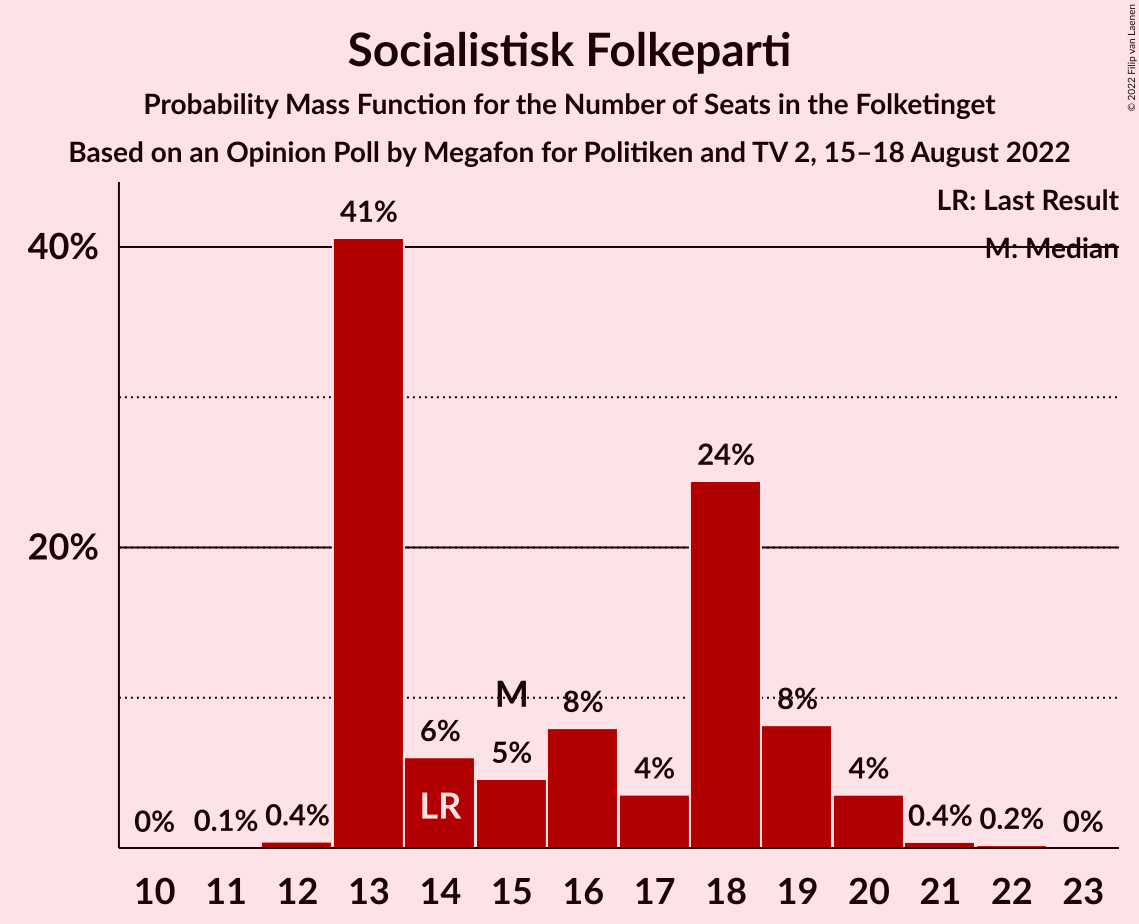 Socialistisk Folkeparti
Probability Mass Function for the Number of Seats in the Folketinget
Based on an Opinion Poll by Megafon for Politiken and TV 2, 15–18 August 2022
© 2022 Filip van Laenen
LR: Last Result
M: Median
40%
20%
0%
0.1%
0.4%
41%
6%
LR
M
5%
8%
4%
24%
8%
4%
0.4%
0.2%
0%
10 11 12 13 14 15 16 17 18 19 20 21 22 23